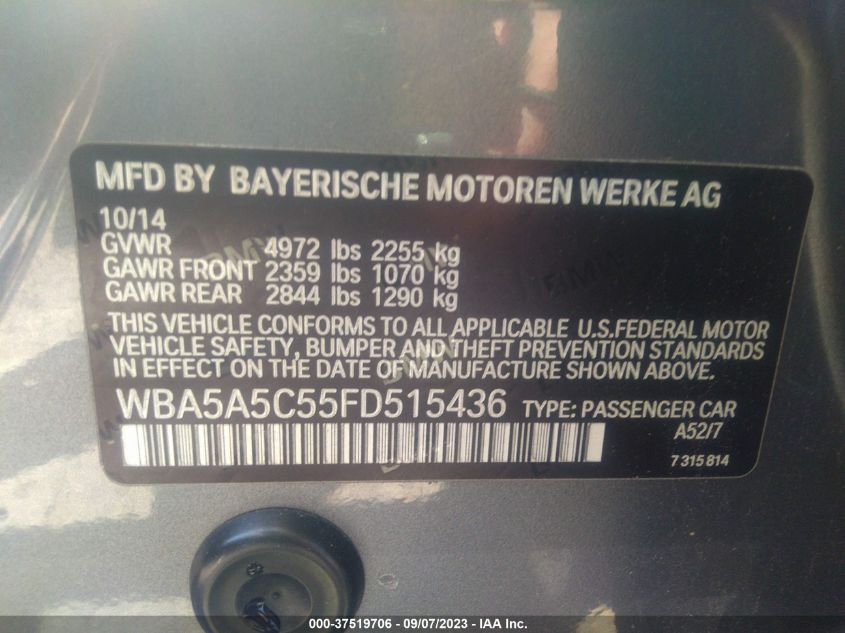 MFD BY BAYERISCHE MOTOREN WERKE AG
10/14
GVWR 4972 lbs 2255 kg
GAWR FRONT 2359 lbs 1070 kg
GAWR REAR 2844 lbs 1290 kg
THIS VEHICLE CONFORMS TO ALL APPLICABLE U.S.FEDERAL MOTOR
VEHICLE SAFETY, BUMPER AND THEFT PREVENTION STANDARDS
IN EFFECT ON THE DATE OF MANUFACTURE SHOWN ABOVE.
WBA5A5C55FD515436 TYPE: PASSENGER CAR
A52/7
7 315 814
000-37519706 - 09/07/2023 - IAA Inc.